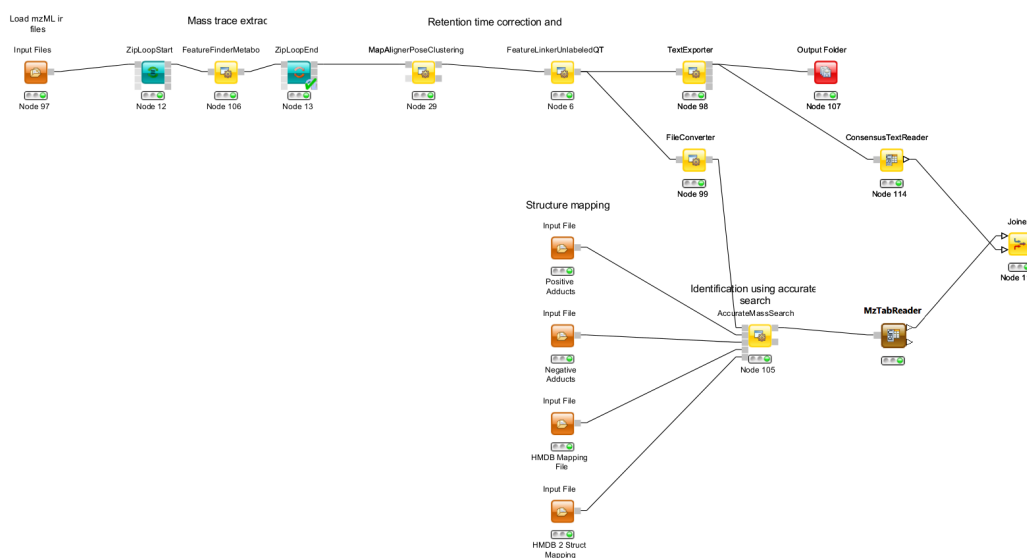 Load mzML ir
files
Mass trace extrac
Retention time correction and
Input Files
ZipLoopStart
FeatureFinderMetabo
ZipLoopEnd
MapAlignerPoseClustering
FeatureLinkerUnlabeledQT
TextExporter
Output Folder
Node 97
Node 12
Node 106
Node 13
Node 29
Node 6
Node 98
Node 107
FileConverter
ConsensusTextReader
Node 99
Node 114
Structure mapping
Input File
Joine
Node 1
Positive
Adducts
Identification using accurate
search
AccurateMassSearch
MzTabReader
Input File
Node 105
Negative
Adducts
Input File
HMDB Mapping
File
Input File
HMDB 2 Struct
Mapping